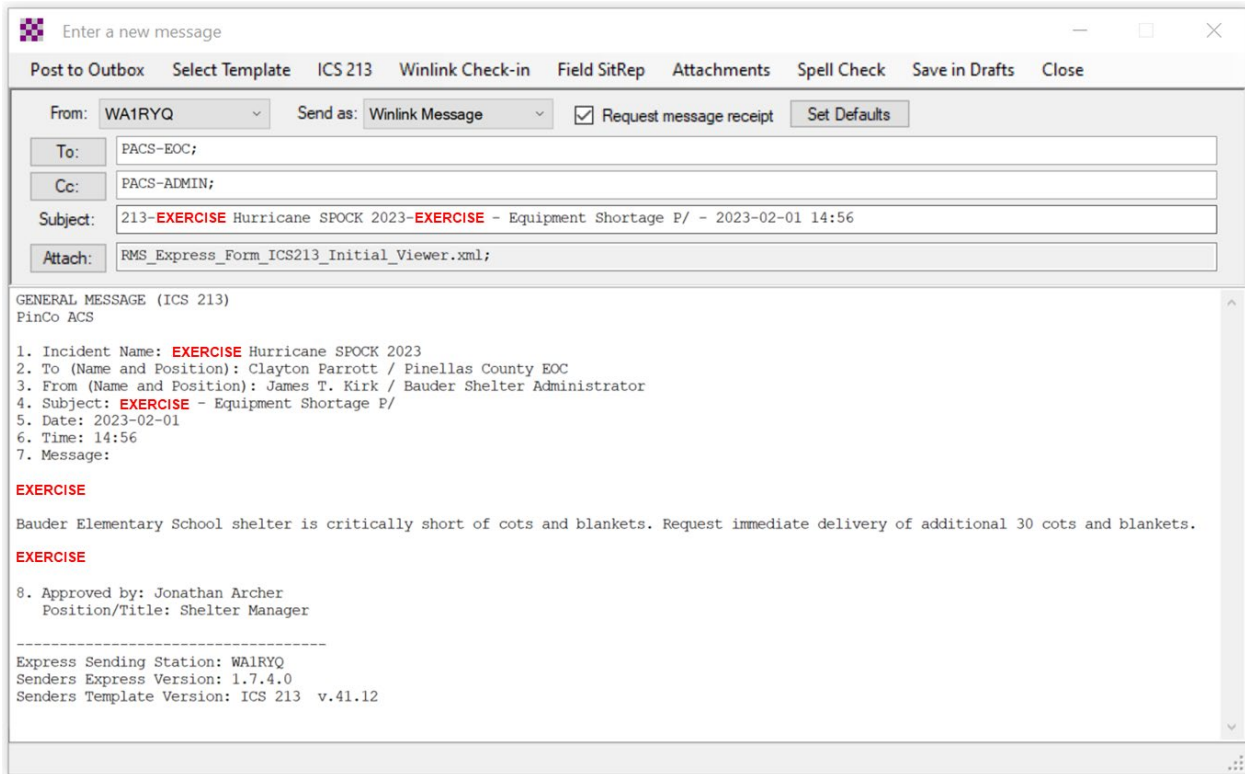 Enter a new message
Post to Outbox Select Template ICS 213 Winlink Check-in Field SitRep Attachments Spell Check Save in Drafts Close
From: WA1RYQ Send as: Winlink Message Request message receipt Set Defaults
To: PACS-EOC;
Cc: PACS-ADMIN;
Subject: 213-EXERCISE Hurricane SPOCK 2023-EXERCISE - Equipment Shortage P/ - 2023-02-01 14:56
Attach: RMS_Express_Form_ICS213_Initial_Viewer.xml;
GENERAL MESSAGE (ICS 213)
PinCo ACS
1. Incident Name: EXERCISE Hurricane SPOCK 2023
2. To (Name and Position): Clayton Parrott / Pinellas County EOC
3. From (Name and Position): James T. Kirk / Bauder Shelter Administrator
4. Subject: EXERCISE - Equipment Shortage P/
5. Date: 2023-02-01
6. Time: 14:56
7. Message:
EXERCISE
Bauder Elementary School shelter is critically short of cots and blankets. Request immediate delivery of additional 30 cots and blankets.
EXERCISE
8. Approved by: Jonathan Archer
Position/Title: Shelter Manager
------------------------------------
Express Sending Station: WA1RYQ
Senders Express Version: 1.7.4.0
Senders Template Version: ICS 213 v.41.12